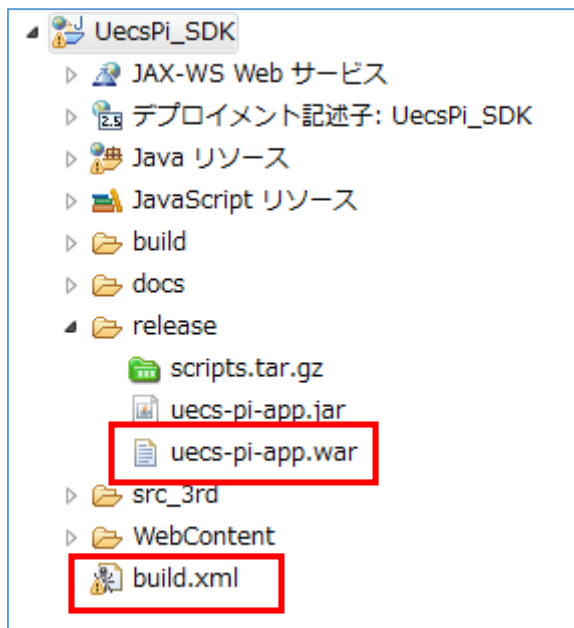 UecsPi_SDK
JAX-WS Web サービス
2.5 デプロイメント記述子: UecsPi_SDK
Java リソース
JavaScript リソース
build
docs
release
scripts.tar.gz
uecs-pi-app.jar
uecs-pi-app.war
src_3rd
WebContent
build.xml